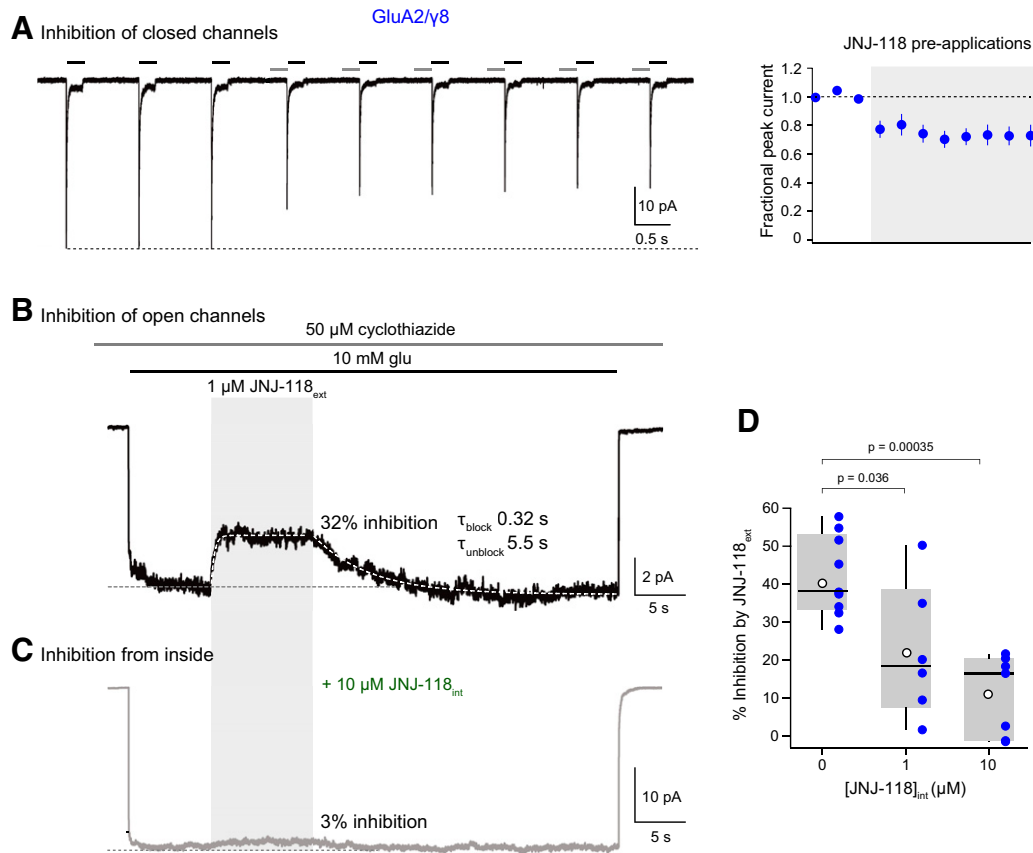 GluA2/γ8
A Inhibition of closed channels
10 pA
0.5 s
JNJ-118 pre-applications
Fractional peak current
1.2
1.0
0.8
0.6
0.4
0.2
0
B Inhibition of open channels
50 µM cyclothiazide
10 mM glu
1 µM JNJ-118ext
32% inhibition
τblock 0.32 s
τunblock 5.5 s
2 pA
5 s
C Inhibition from inside
+ 10 µM JNJ-118int
3% inhibition
10 pA
5 s
D
p = 0.00035
p = 0.036
% Inhibition by JNJ-118ext
60
50
40
30
20
10
0
0 1 10
[JNJ-118]int (µM)